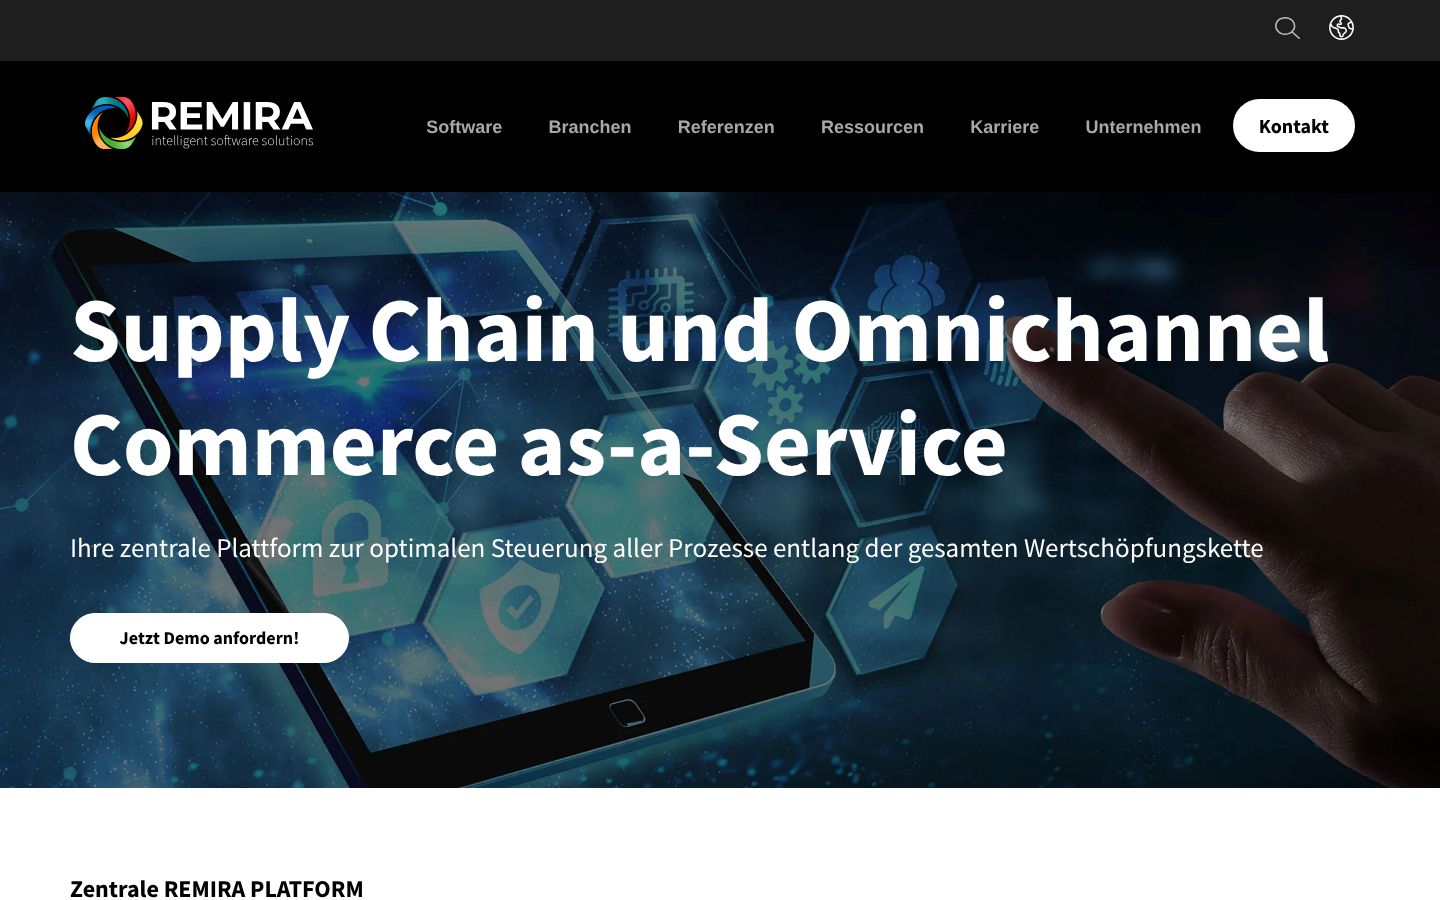 REMIRA
intelligent software solutions
Software Branchen Referenzen Ressourcen Karriere Unternehmen Kontakt
Supply Chain und Omnichannel
Commerce as-a-Service
Ihre zentrale Plattform zur optimalen Steuerung aller Prozesse entlang der gesamten Wertschöpfungskette
Jetzt Demo anfordern!
Zentrale REMIRA PLATFORM